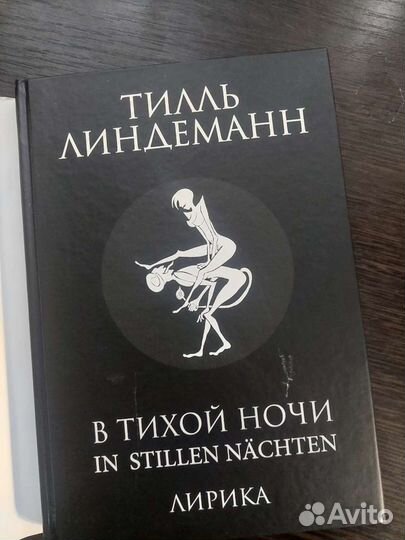 ТИЛЛЬ
ЛИНДЕМАНН
В ТИХОЙ НОЧИ
IN STILLEN NÄCHTEN
ЛИРИКА
Avito